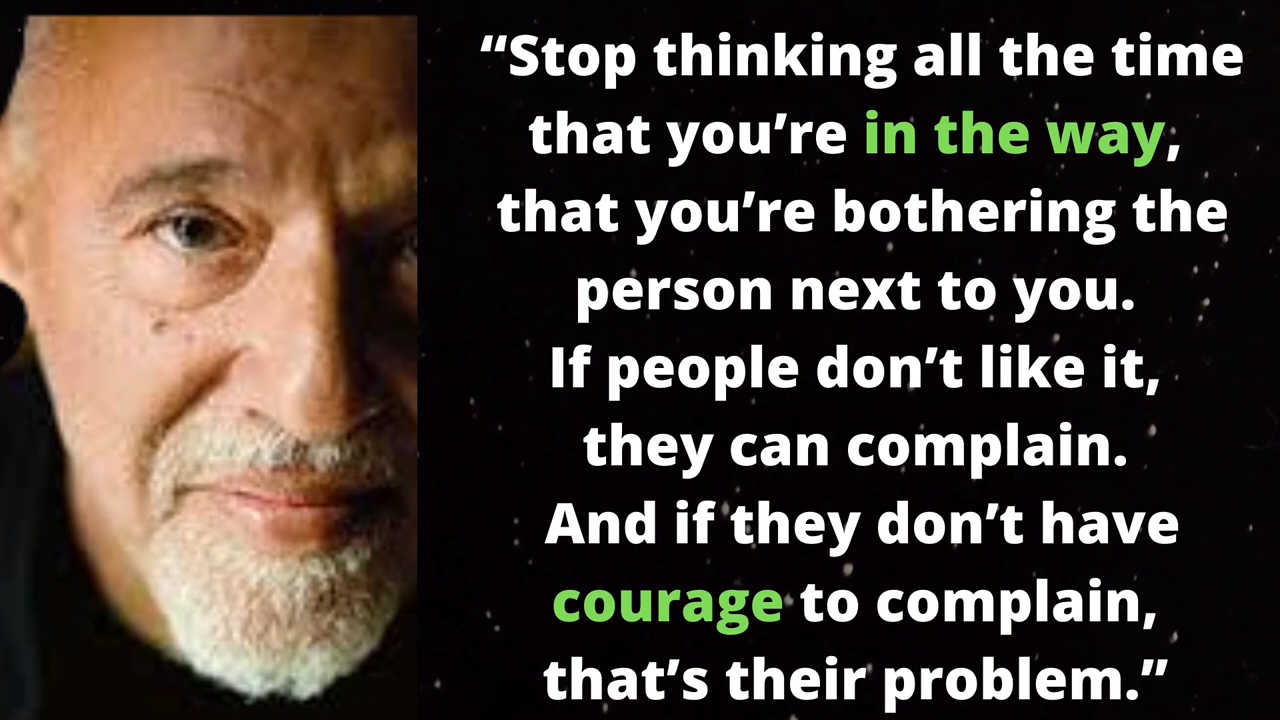 “Stop thinking all the time
that you’re in the way,
that you’re bothering the
person next to you.
If people don’t like it,
they can complain.
And if they don’t have
courage to complain,
that’s their problem.”